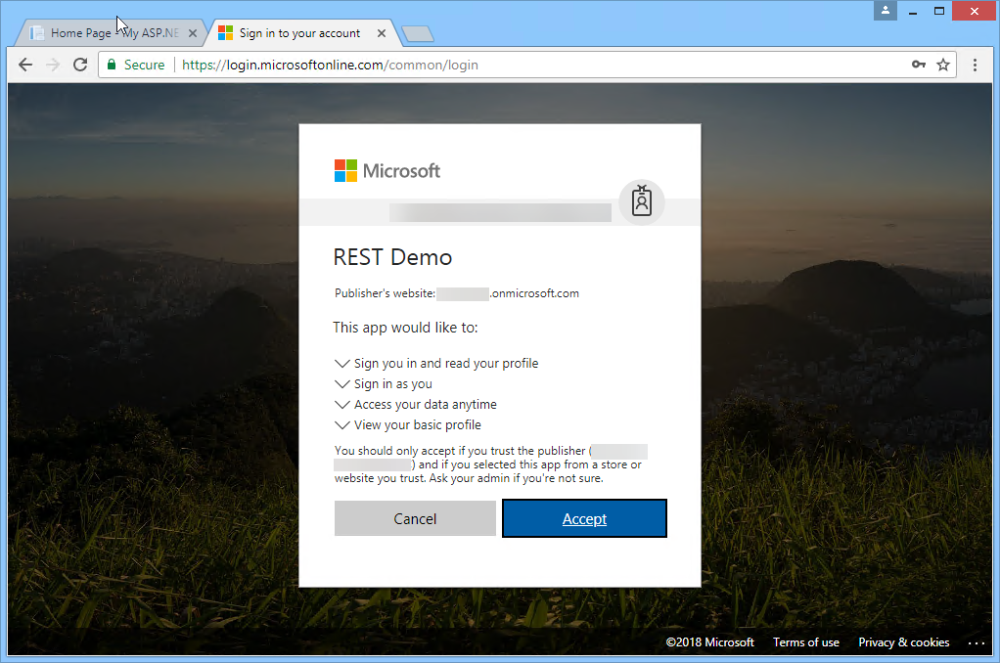 Home Page - My ASP.NE
Sign in to your account
Secure
https://login.microsoftonline.com/common/login
Microsoft
REST Demo
Publisher's website: .onmicrosoft.com
This app would like to:
Sign you in and read your profile
Sign in as you
Access your data anytime
View your basic profile
You should only accept if you trust the publisher (
) and if you selected this app from a store or
website you trust. Ask your admin if you're not sure.
Cancel
Accept
©2018 Microsoft
Terms of use
Privacy & cookies
...